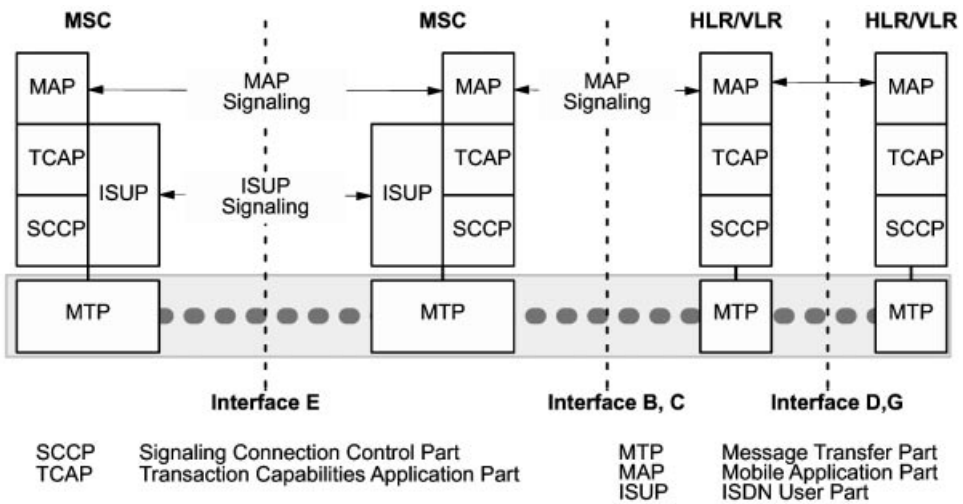 MSC
MSC
HLR/VLR
HLR/VLR
MAP
MAP
Signaling
MAP
MAP
Signaling
MAP
MAP
TCAP
ISUP
SCCP
ISUP
Signaling
ISUP
TCAP
SCCP
TCAP
SCCP
TCAP
SCCP
MTP
MTP
MTP
MTP
Interface E
Interface B, C
Interface D,G
SCCP Signaling Connection Control Part
TCAP Transaction Capabilities Application Part
MTP Message Transfer Part
MAP Mobile Application Part
ISUP ISDN User Part